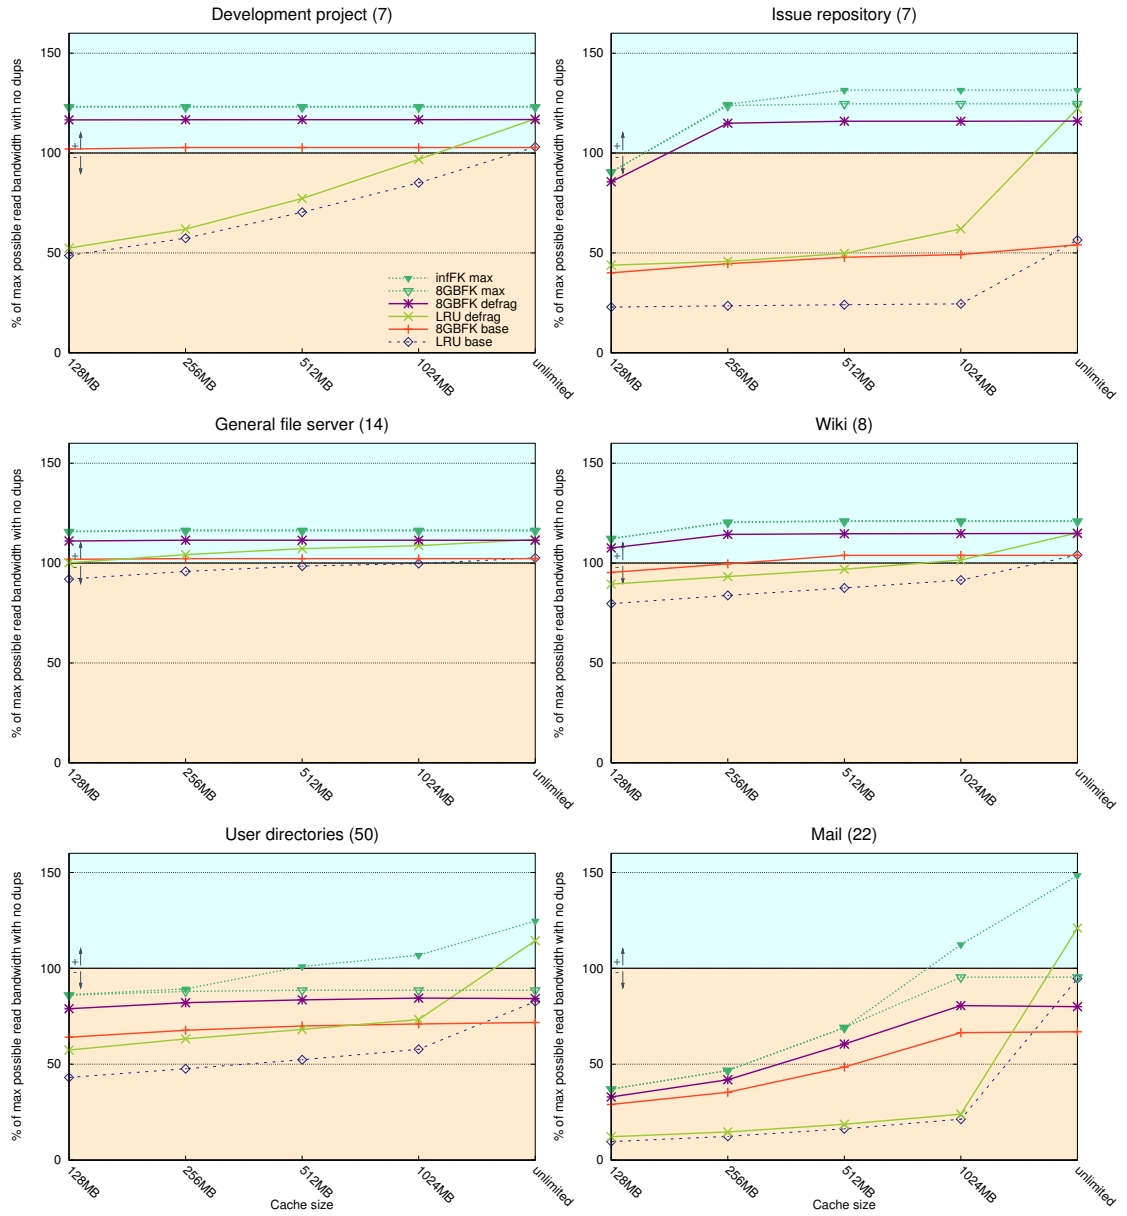 Development project (7)
% of max possible read bandwidth with no dups
150
100
50
0
+
-
infFK max
8GBFK max
8GBFK defrag
LRU defrag
8GBFK base
LRU base
128MB
256MB
512MB
1024MB
unlimited
Issue repository (7)
% of max possible read bandwidth with no dups
150
100
50
0
+
-
128MB
256MB
512MB
1024MB
unlimited
General file server (14)
% of max possible read bandwidth with no dups
150
100
50
0
+
-
128MB
256MB
512MB
1024MB
unlimited
Wiki (8)
% of max possible read bandwidth with no dups
150
100
50
0
+
-
128MB
256MB
512MB
1024MB
unlimited
User directories (50)
% of max possible read bandwidth with no dups
150
100
50
0
+
-
128MB
256MB
512MB
1024MB
unlimited
Cache size
Mail (22)
% of max possible read bandwidth with no dups
150
100
50
0
+
-
128MB
256MB
512MB
1024MB
unlimited
Cache size